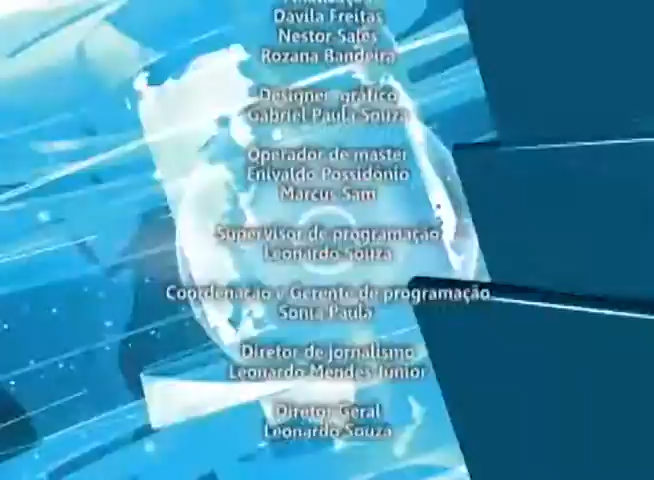 Davila Freitas
Nestor Sales
Rozana Bandeira
Designer gráfico
Gabriel Paula Souza
Operador de master
Enivaldo Possidonio
Marcus Sam
Supervisor de programação
Leonardo Souza
Coordenação e Gerente de programação
Sonia Paula
Diretor de jornalismo
Leonardo Mendes Junior
Diretor Geral
Leonardo Souza